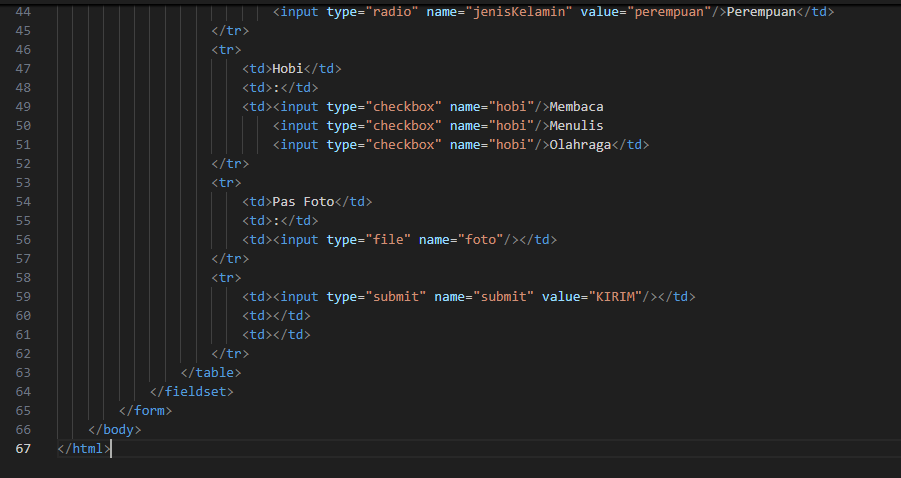 44 <input type="radio" name="jenisKelamin" value="perempuan"/>Perempuan</td>
45 </tr>
46 <tr>
47 <td>Hobi</td>
48 <td>:</td>
49 <td><input type="checkbox" name="hobi"/>Membaca
50 <input type="checkbox" name="hobi"/>Menulis
51 <input type="checkbox" name="hobi"/>Olahraga</td>
52 </tr>
53 <tr>
54 <td>Pas Foto</td>
55 <td>:</td>
56 <td><input type="file" name="foto"/></td>
57 </tr>
58 <tr>
59 <td><input type="submit" name="submit" value="KIRIM"/></td>
60 <td></td>
61 <td></td>
62 </tr>
63 </table>
64 </fieldset>
65 </form>
66 </body>
67 </html>